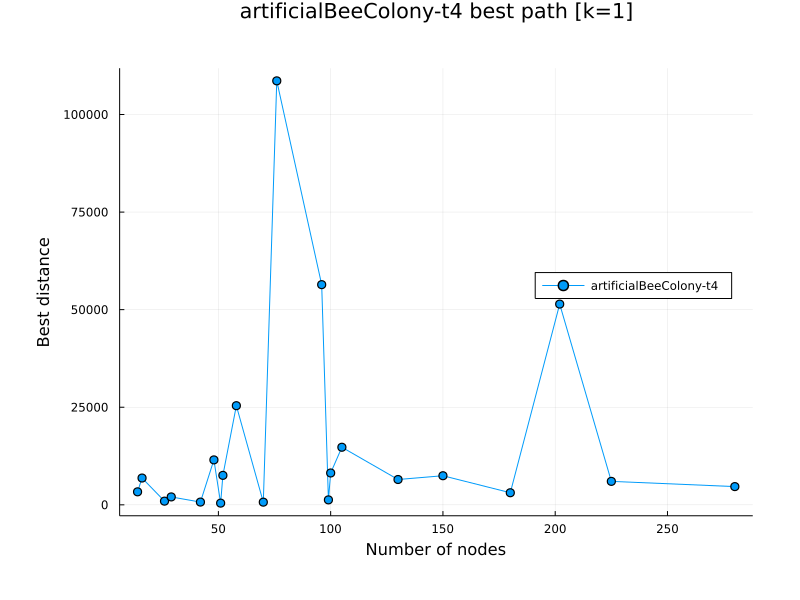 artificialBeeColony-t4 best path [k=1]
100000
75000
50000
25000
0
Best distance
artificialBeeColony-t4
50
100
150
200
250
Number of nodes